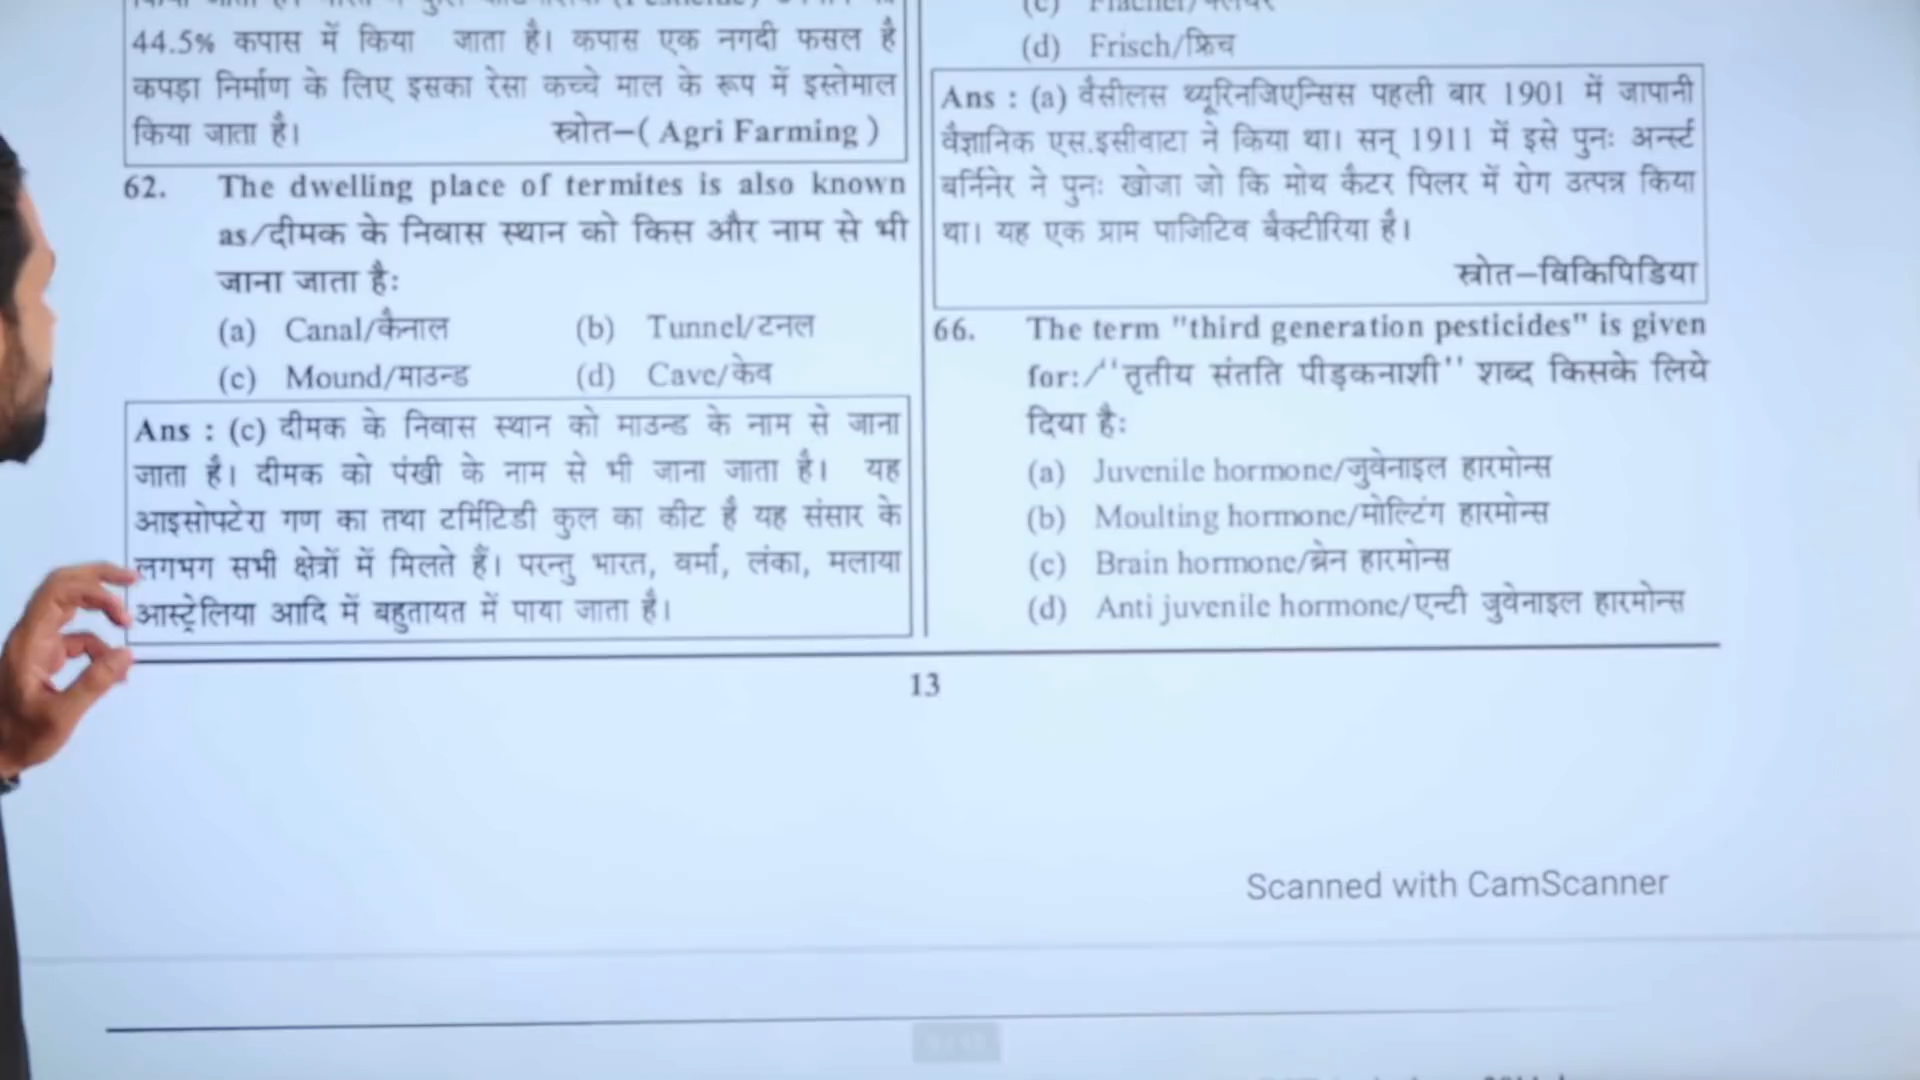 44.5% कपास में किया जाता है। कपास एक नगदी फसल है
कपड़ा निर्माण के लिए इसका रेसा कच्चे माल के रूप में इस्तेमाल
किया जाता है। स्त्रोत–( Agri Farming )
62. The dwelling place of termites is also known
as/दीमक के निवास स्थान को किस और नाम से भी
जाना जाता हैः
(a) Canal/कैनाल (b) Tunnel/टनल
(c) Mound/माउन्ड (d) Cave/केव
Ans : (c) दीमक के निवास स्थान को माउन्ड के नाम से जाना
जाता है। दीमक को पंखी के नाम से भी जाना जाता है। यह
आइसोपटेरा गण का तथा टर्मिटिडी कुल का कीट है यह संसार के
लगभग सभी क्षेत्रों में मिलते हैं। परन्तु भारत, वर्मा, लंका, मलाया
आस्ट्रेलिया आदि में बहुतायत में पाया जाता है।
(d) Frisch/फ्रिच
Ans : (a) वैसीलस थ्यूरिनजिएन्सिस पहली बार 1901 में जापानी
वैज्ञानिक एस.इसीवाटा ने किया था। सन् 1911 में इसे पुनः अर्न्स्ट
बर्निनेर ने पुनः खोजा जो कि मोथ कैटर पिलर में रोग उत्पन्न किया
था। यह एक ग्राम पाजिटिव बैक्टीरिया है।
स्त्रोत–विकिपिडिया
66. The term "third generation pesticides" is given
for:/''तृतीय संतति पीड़कनाशी'' शब्द किसके लिये
दिया हैः
(a) Juvenile hormone/जुवेनाइल हारमोन्स
(b) Moulting hormone/मोल्टिंग हारमोन्स
(c) Brain hormone/ब्रेन हारमोन्स
(d) Anti juvenile hormone/एन्टी जुवेनाइल हारमोन्स
13
Scanned with CamScanner